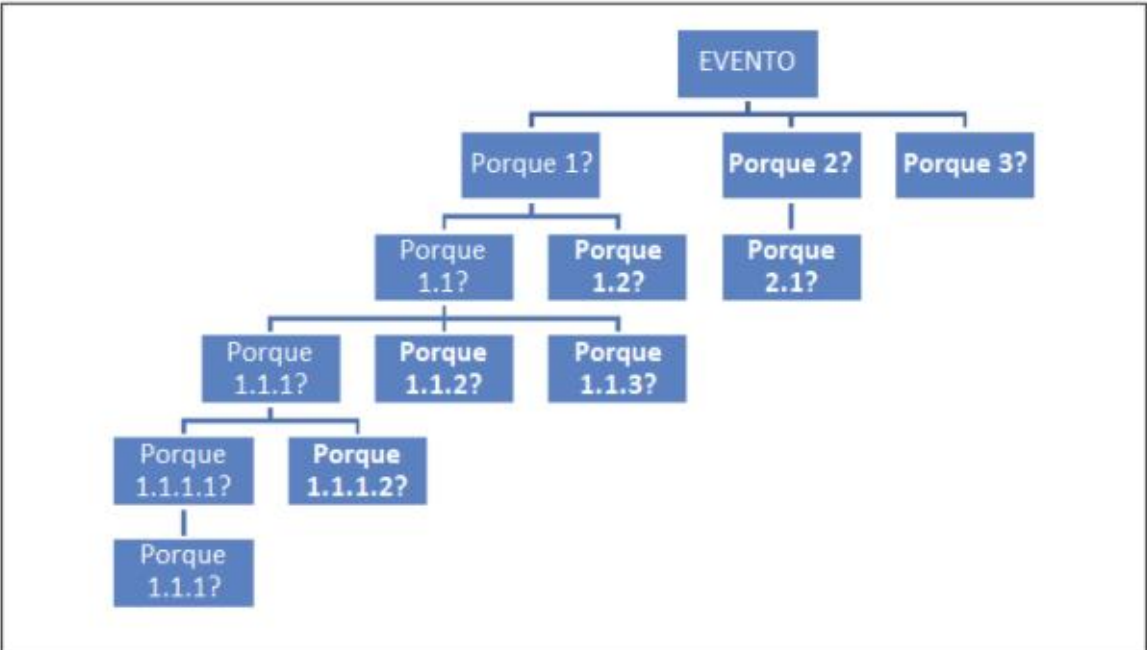 EVENTO
Porque 1?
Porque 2?
Porque 3?
Porque
1.1?
Porque
1.2?
Porque
2.1?
Porque
1.1.1?
Porque
1.1.2?
Porque
1.1.3?
Porque
1.1.1.1?
Porque
1.1.1.2?
Porque
1.1.1?